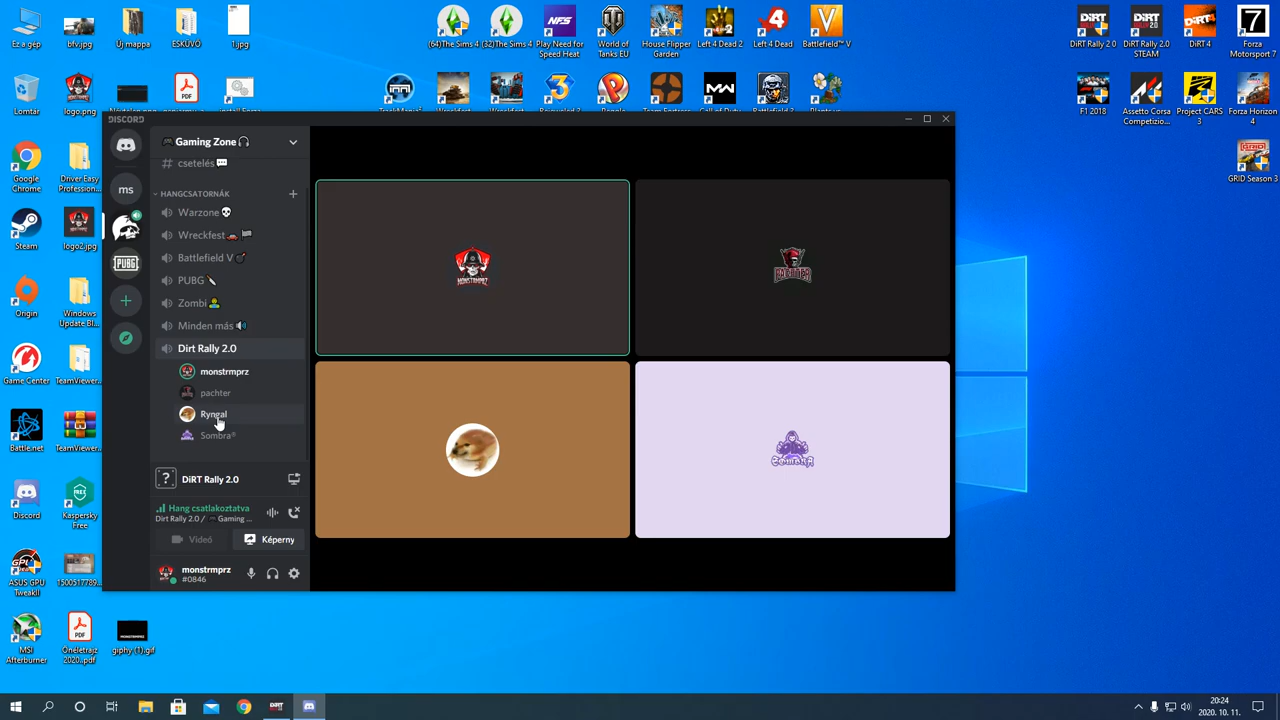 Ez a gép
btv.jpg
Új mappa
ESKÜVŐ
1.jpg
(64)The Sims 4
(32)The Sims 4
Play Need for Speed Heat
World of Tanks EU
House Flipper Garden
Left 4 Dead 2
Left 4 Dead
Battlefield™ V
DiRT Rally 2 0
DiRT Rally 2.0 STEAM
DiRT 4
Forza Motorsport 7
Lomtár
logo.png
F1 2018
Assetto Corsa Competizio...
Project CARS 3
Forza Horizon 4
GRID Season 3
Google Chrome
Driver Easy Profession...
Steam
logo2.jpg
Origin
Windows Update Bl...
Game Center
TeamViewer...
Battle.net
TeamViewer...
Discord
Kaspersky Free
ASUS GPU TweakII
1500517789...
MSI Afterburner
Oneletrajz 2020..pdf
giphy (1).gif
DISCORD
Gaming Zone
# csetelés
ms
HANGCSATORNÁK
Warzone
Wreckfest
Battlefield V
PUBG
PUBG
Zombi
Minden más
Dirt Rally 2.0
monstrmprz
pachter
Ryngal
Sombra®
DiRT Rally 2.0
Hang csatlakoztatva
Dirt Rally 2.0 / Gaming ...
Videó
Képerny
monstrmprz
#0846
MONSTRMPRZ
20:24
2020. 10. 11.